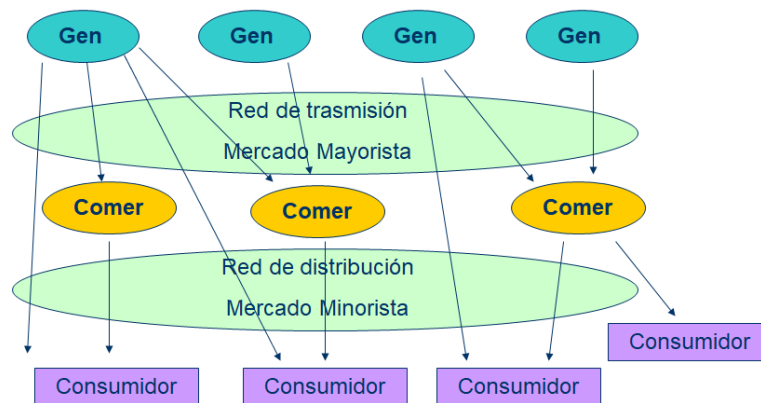 Gen
Gen
Gen
Gen
Red de trasmisión
Mercado Mayorista
Comer
Comer
Comer
Red de distribución
Mercado Minorista
Consumidor
Consumidor
Consumidor
Consumidor